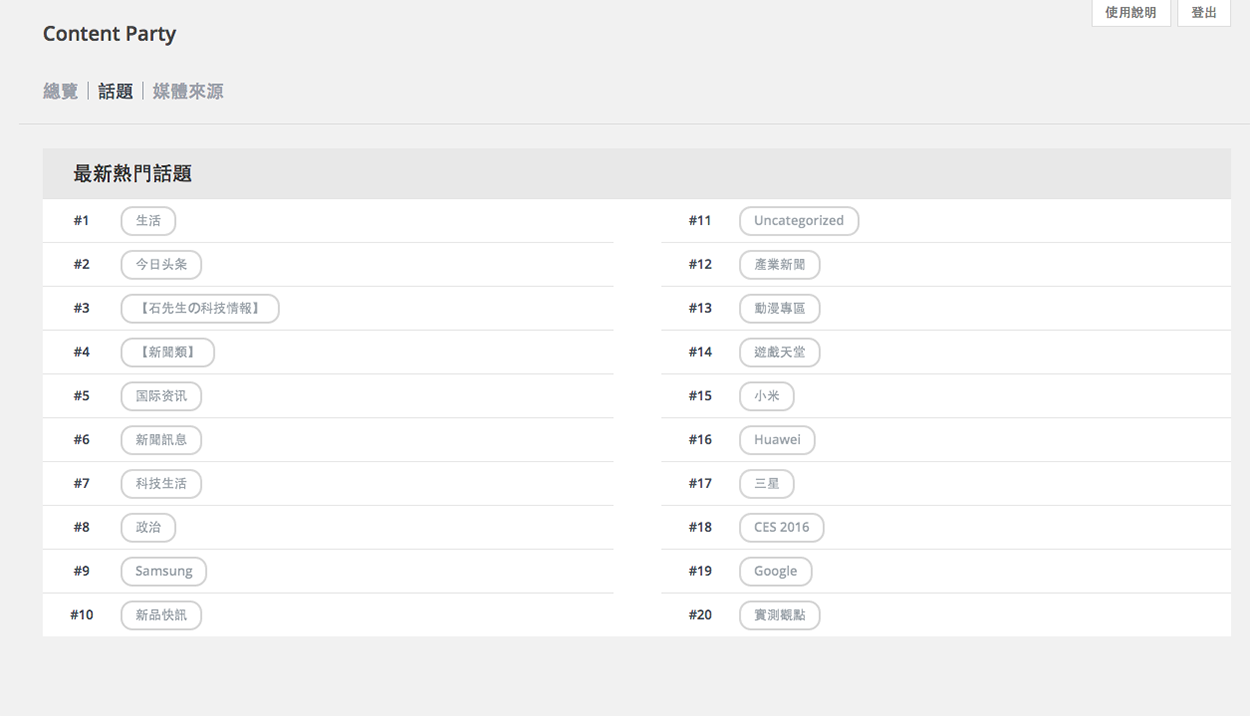 使用說明 登出
Content Party
總覽 話題 媒體來源
最新熱門話題
#1 生活
#2 今日头条
#3 【石先生の科技情報】
#4 【新聞類】
#5 国际资讯
#6 新聞訊息
#7 科技生活
#8 政治
#9 Samsung
#10 新品快訊
#11 Uncategorized
#12 產業新聞
#13 動漫專區
#14 遊戲天堂
#15 小米
#16 Huawei
#17 三星
#18 CES 2016
#19 Google
#20 實測觀點